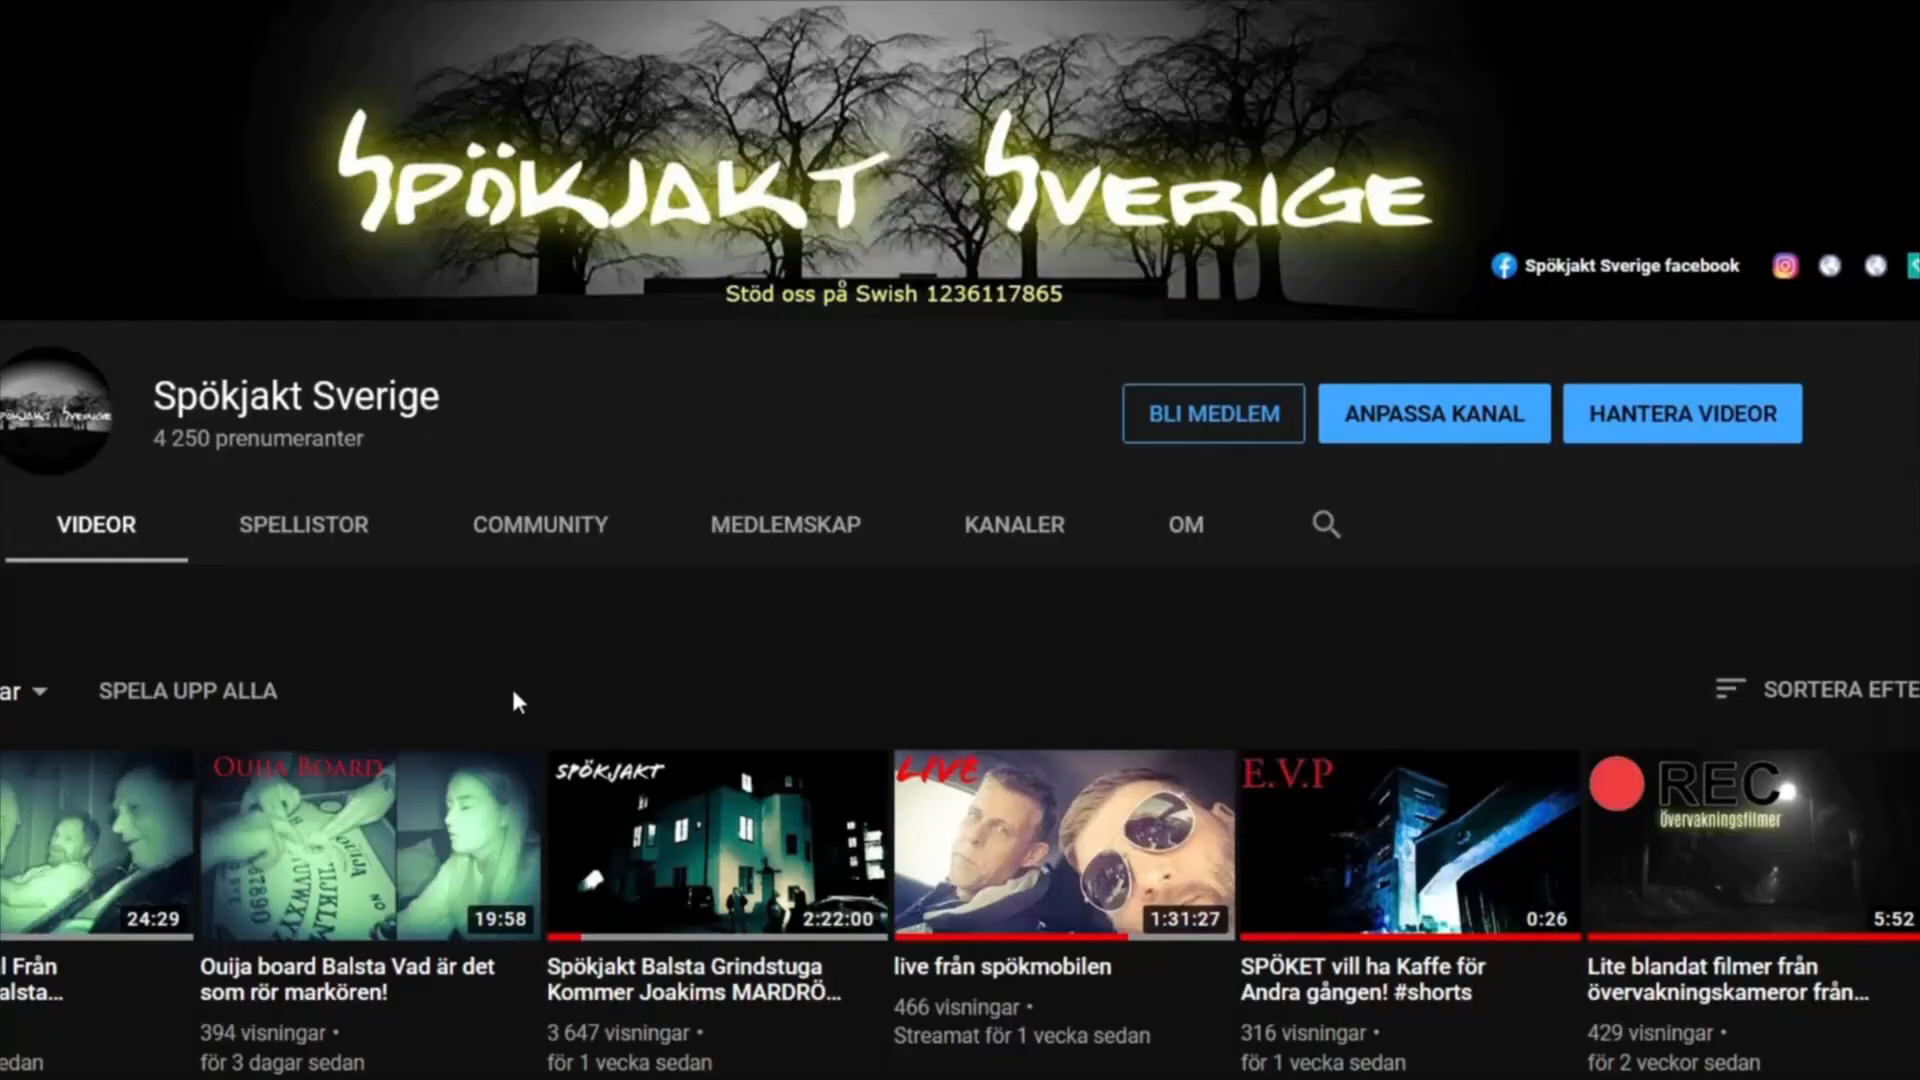 SPÖKJAKT SVERIGE
Stöd oss på Swish 1236117865
Spökjakt Sverige facebook
Spökjakt Sverige
4 250 prenumeranter
BLI MEDLEM
ANPASSA KANAL
HANTERA VIDEOR
VIDEOR
SPELLISTOR
COMMUNITY
MEDLEMSKAP
KANALER
OM
ar
SPELA UPP ALLA
SORTERA EFTE
24:29
l Från
alsta...
edan
OUIJA BOARD
19:58
Ouija board Balsta Vad är det
som rör markören!
394 visningar •
för 3 dagar sedan
SPÖKJAKT
2:22:00
Spökjakt Balsta Grindstuga
Kommer Joakims MARDRÖ...
3 647 visningar •
för 1 vecka sedan
LIVE
1:31:27
live från spökmobilen
466 visningar •
Streamat för 1 vecka sedan
E.V.P
0:26
SPÖKET vill ha Kaffe för
Andra gången! #shorts
316 visningar •
för 1 vecka sedan
REC
Övervakningsfilmer
5:52
Lite blandat filmer från
övervakningskameror från...
429 visningar •
för 2 veckor sedan